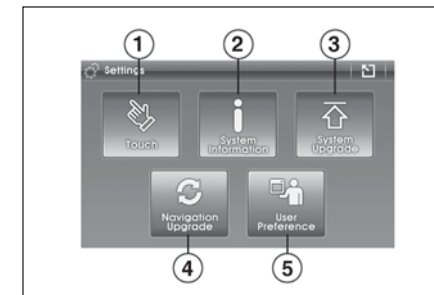 1 2 3
Settings
Touch
System
Information
System
Upgrade
Navigation
Upgrade
User
Preference
4 5